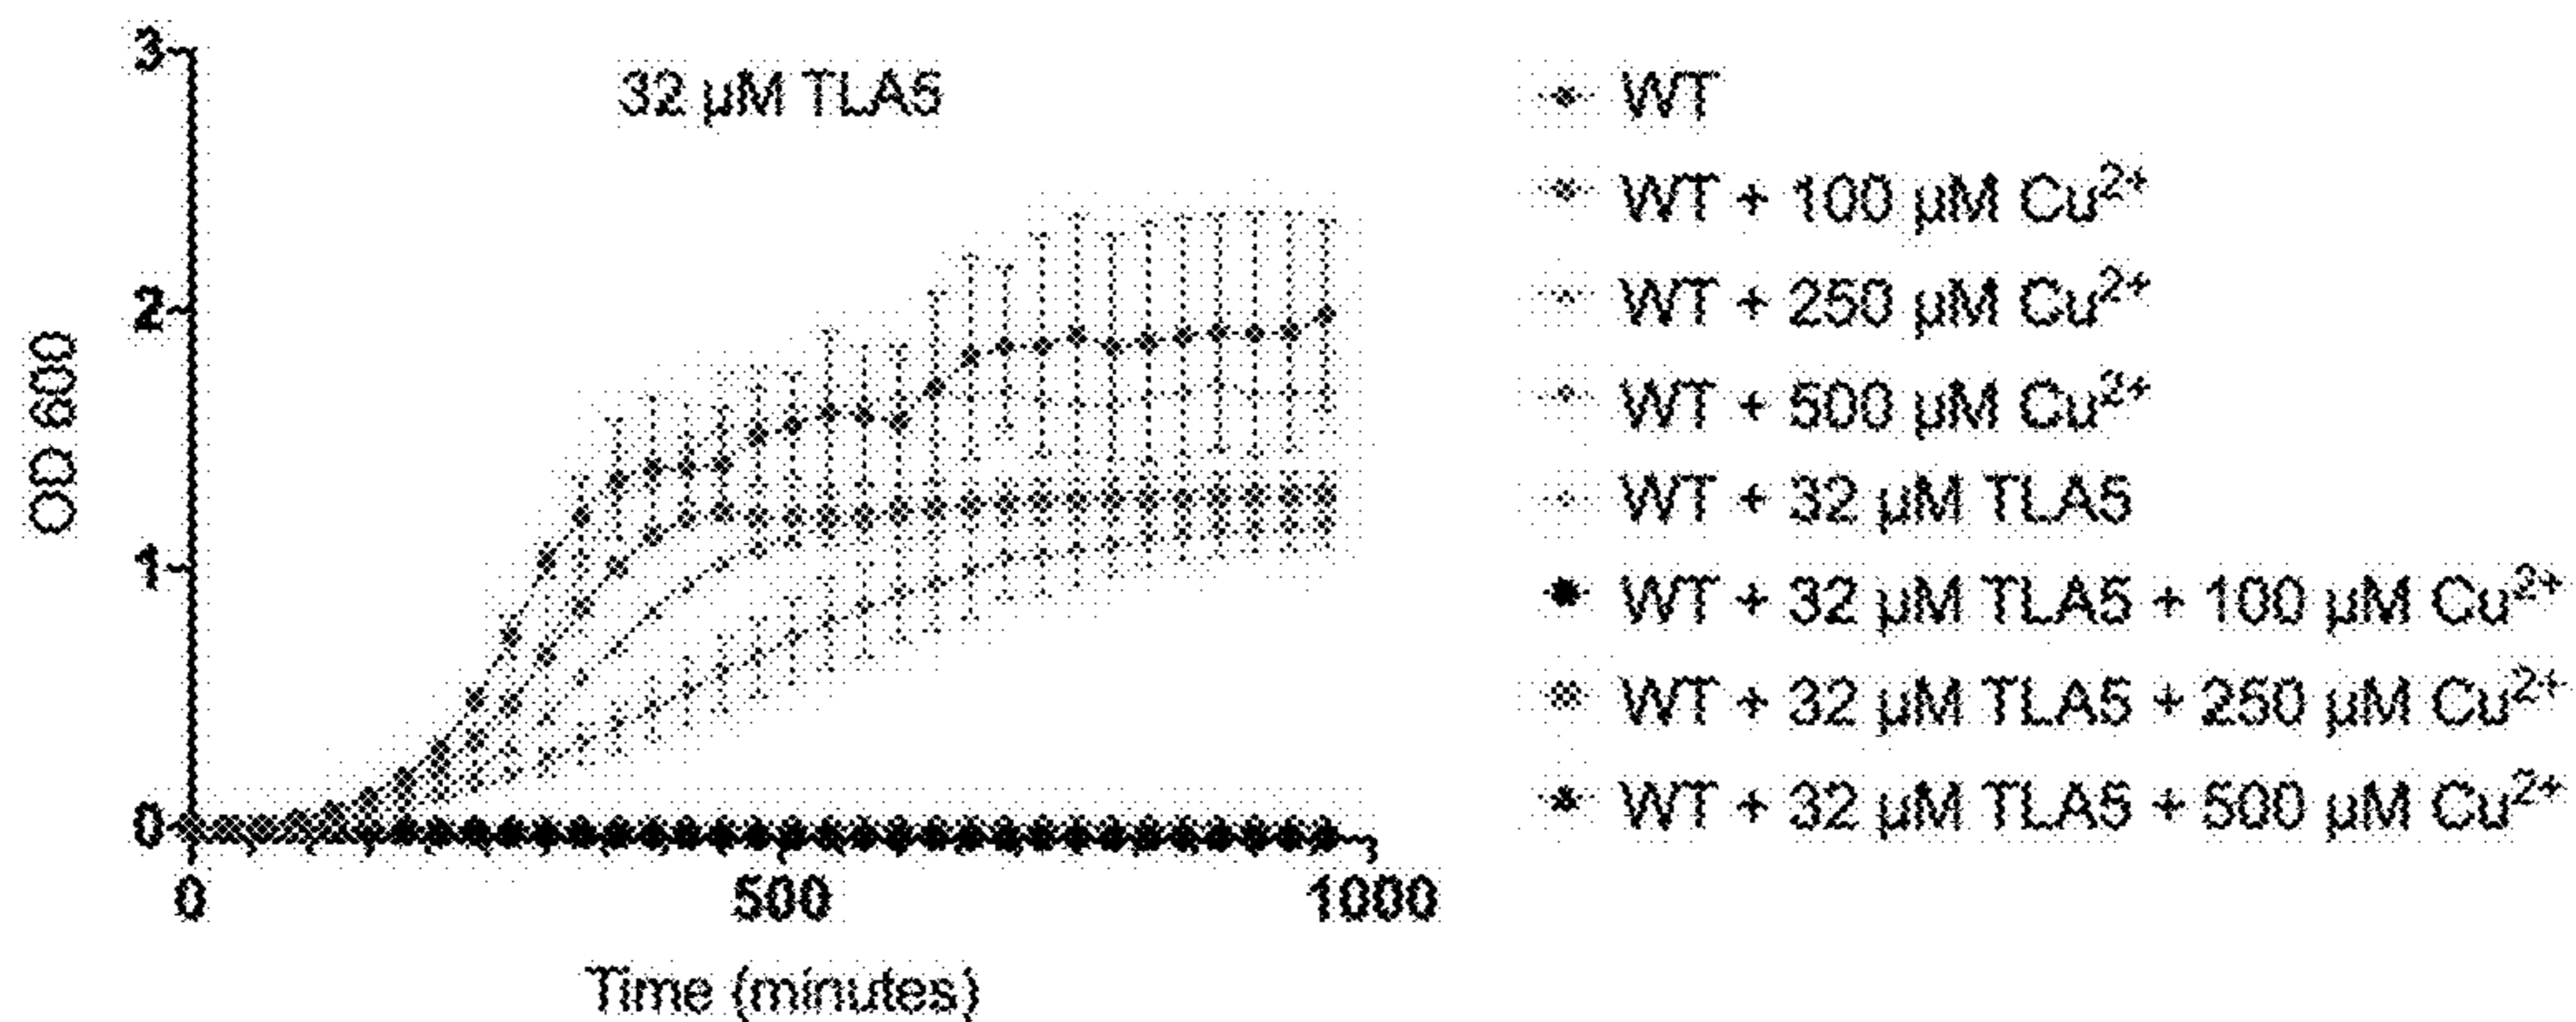 32 µM TLA5
3
2
1
0
OD 600
0
500
1000
Time (minutes)
WT
WT + 100 µM Cu²⁺
WT + 250 µM Cu²⁺
WT + 500 µM Cu²⁺
WT + 32 µM TLA5
WT + 32 µM TLA5 + 100 µM Cu²⁺
WT + 32 µM TLA5 + 250 µM Cu²⁺
WT + 32 µM TLA5 + 500 µM Cu²⁺